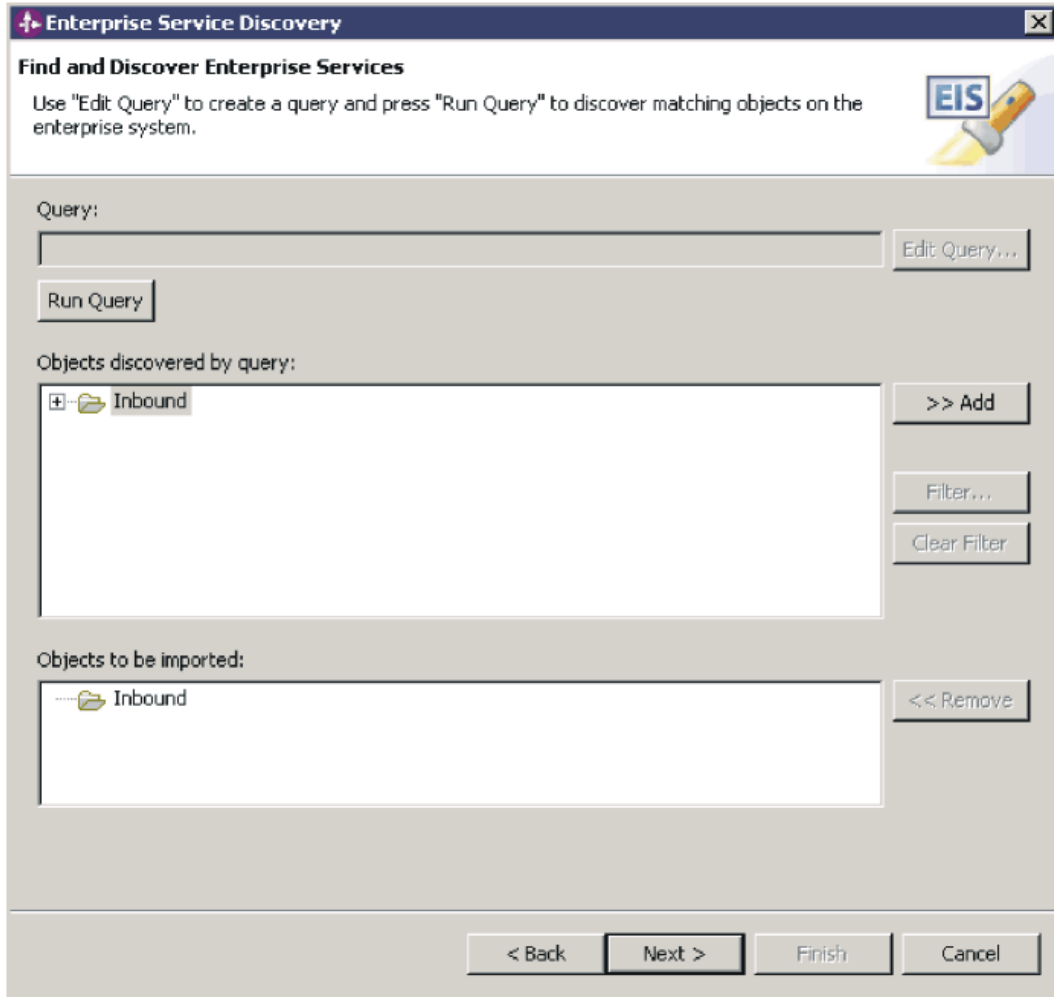 Enterprise Service Discovery
Find and Discover Enterprise Services
Use "Edit Query" to create a query and press "Run Query" to discover matching objects on the
enterprise system.
EIS
Query:
Edit Query...
Run Query
Objects discovered by query:
Inbound
>> Add
Filter...
Clear Filter
Objects to be imported:
Inbound
<< Remove
< Back
Next >
Finish
Cancel